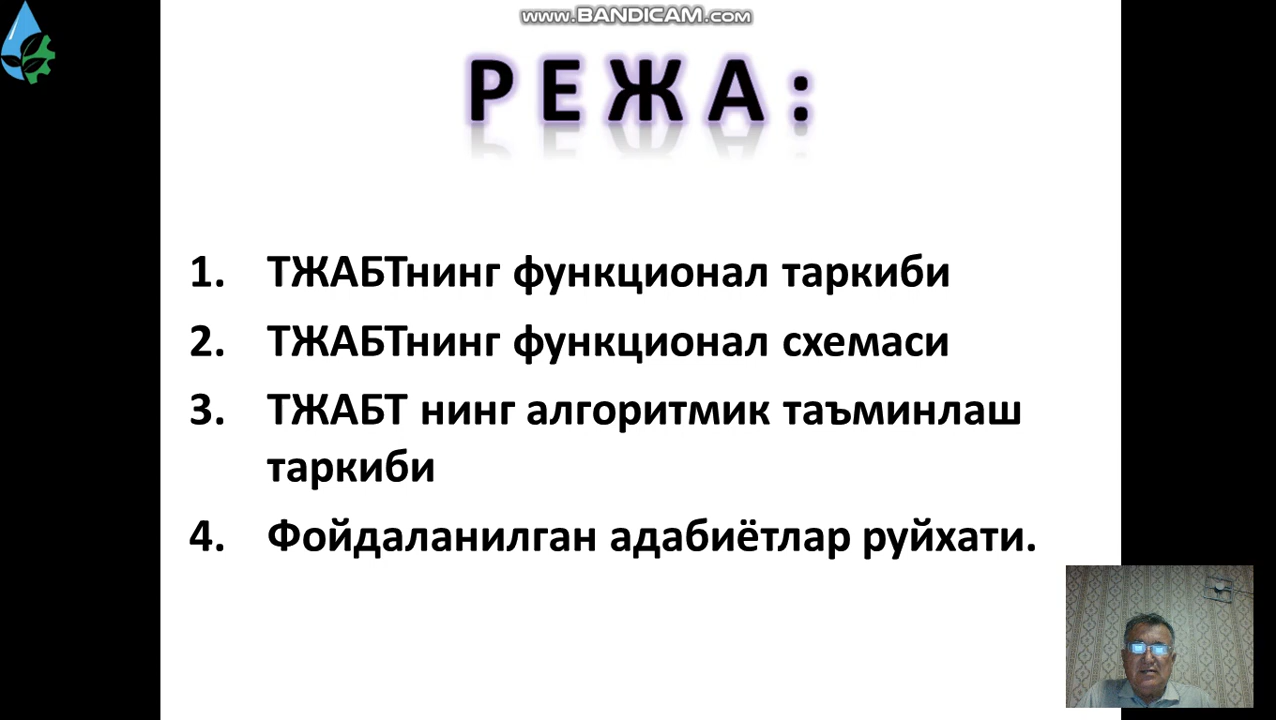 www.BANDICAM.com
Р Е Ж А :
1. ТЖАБТнинг функционал таркиби
2. ТЖАБТнинг функционал схемаси
3. ТЖАБТ нинг алгоритмик таъминлаш
таркиби
4. Фойдаланилган адабиётлар руйхати.